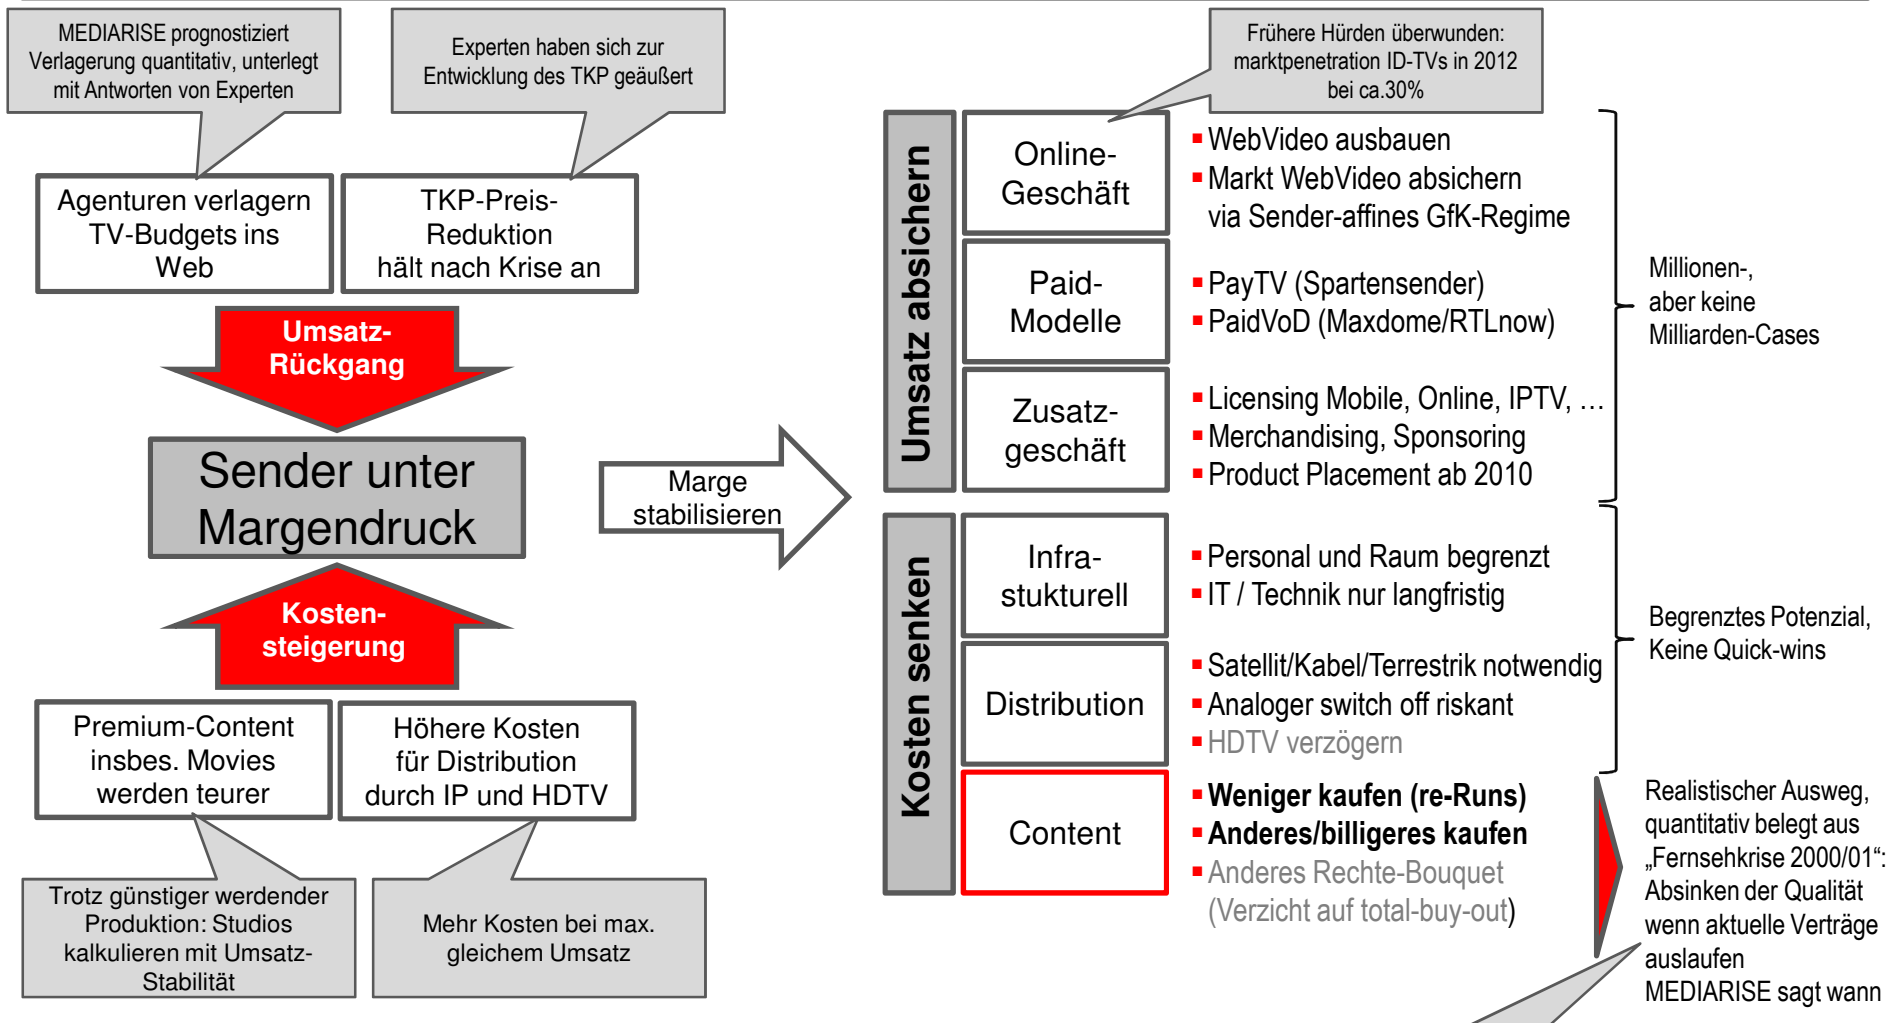 MEDIARISE prognostiziert
Verlagerung quantitativ, unterlegt
mit Antworten von Experten
Experten haben sich zur
Entwicklung des TKP geäußert
Agenturen verlagern
TV-Budgets ins
Web
TKP-Preis-
Reduktion
hält nach Krise an
Umsatz-
Rückgang
Sender unter
Margendruck
Kosten-
steigerung
Premium-Content
insbes. Movies
werden teurer
Höhere Kosten
für Distribution
durch IP und HDTV
Trotz günstiger werdender
Produktion: Studios
kalkulieren mit Umsatz-
Stabilität
Mehr Kosten bei max.
gleichem Umsatz
Marge
stabilisieren
Frühere Hürden überwunden:
marktpenetration ID-TVs in 2012
bei ca.30%
Umsatz absichern
Online-
Geschäft
▪ WebVideo ausbauen
▪ Markt WebVideo absichern
via Sender-affines GfK-Regime
Paid-
Modelle
▪ PayTV (Spartensender)
▪ PaidVoD (Maxdome/RTLnow)
Zusatz-
geschäft
▪ Licensing Mobile, Online, IPTV, …
▪ Merchandising, Sponsoring
▪ Product Placement ab 2010
Millionen-,
aber keine
Milliarden-Cases
Kosten senken
Infra-
stukturell
▪ Personal und Raum begrenzt
▪ IT / Technik nur langfristig
Distribution
▪ Satellit/Kabel/Terrestrik notwendig
▪ Analoger switch off riskant
▪ HDTV verzögern
Begrenztes Potenzial,
Keine Quick-wins
Content
▪ Weniger kaufen (re-Runs)
▪ Anderes/billigeres kaufen
▪ Anderes Rechte-Bouquet
(Verzicht auf total-buy-out)
Realistischer Ausweg,
quantitativ belegt aus
„Fernsehkrise 2000/01“:
Absinken der Qualität
wenn aktuelle Verträge
auslaufen
MEDIARISE sagt wann